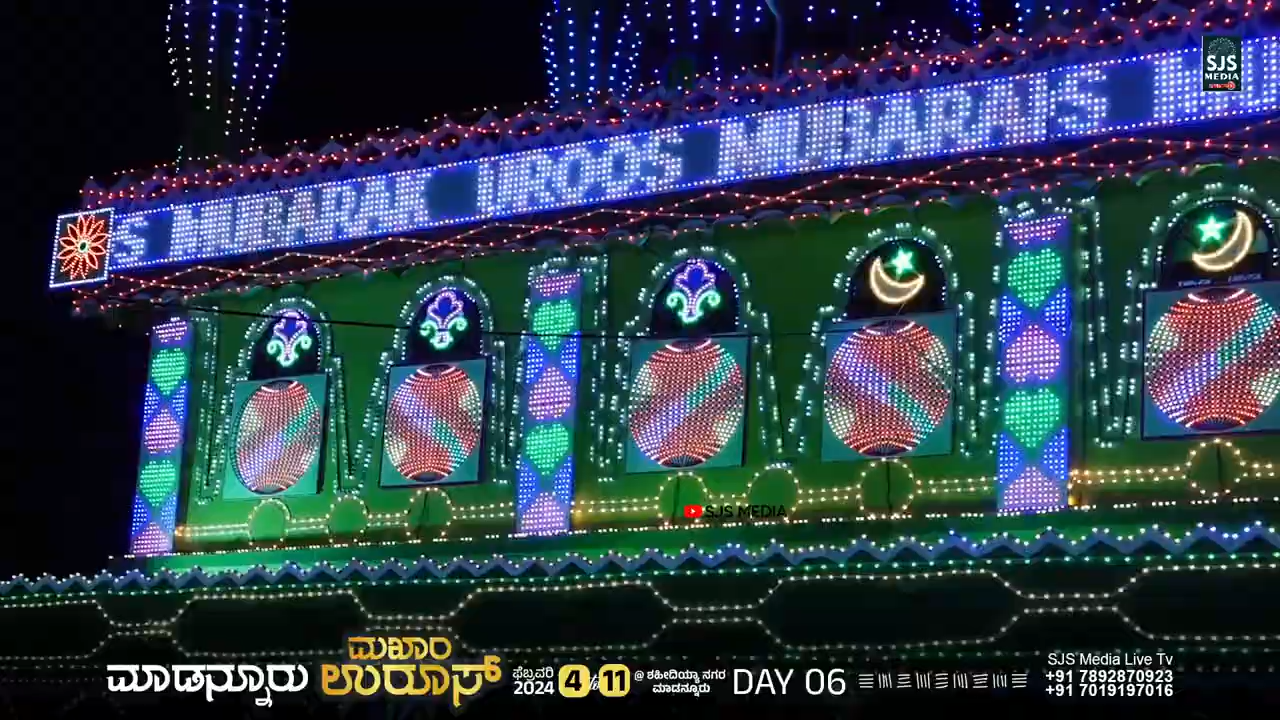 SJS
MEDIA
S MUBARAK UROOS MUBARAK
SJS MEDIA
ಮಾಡನ್ನೂರು
ಮಖಾಂ
ಉರೂಸ್
ಫೆಬ್ರವರಿ
2024
4
11
@ ಶಹೀದಿಯ್ಯಾ ನಗರ
ಮಾಡನ್ನೂರು
DAY 06
SJS Media Live Tv
+91 7892870923
+91 7019197016